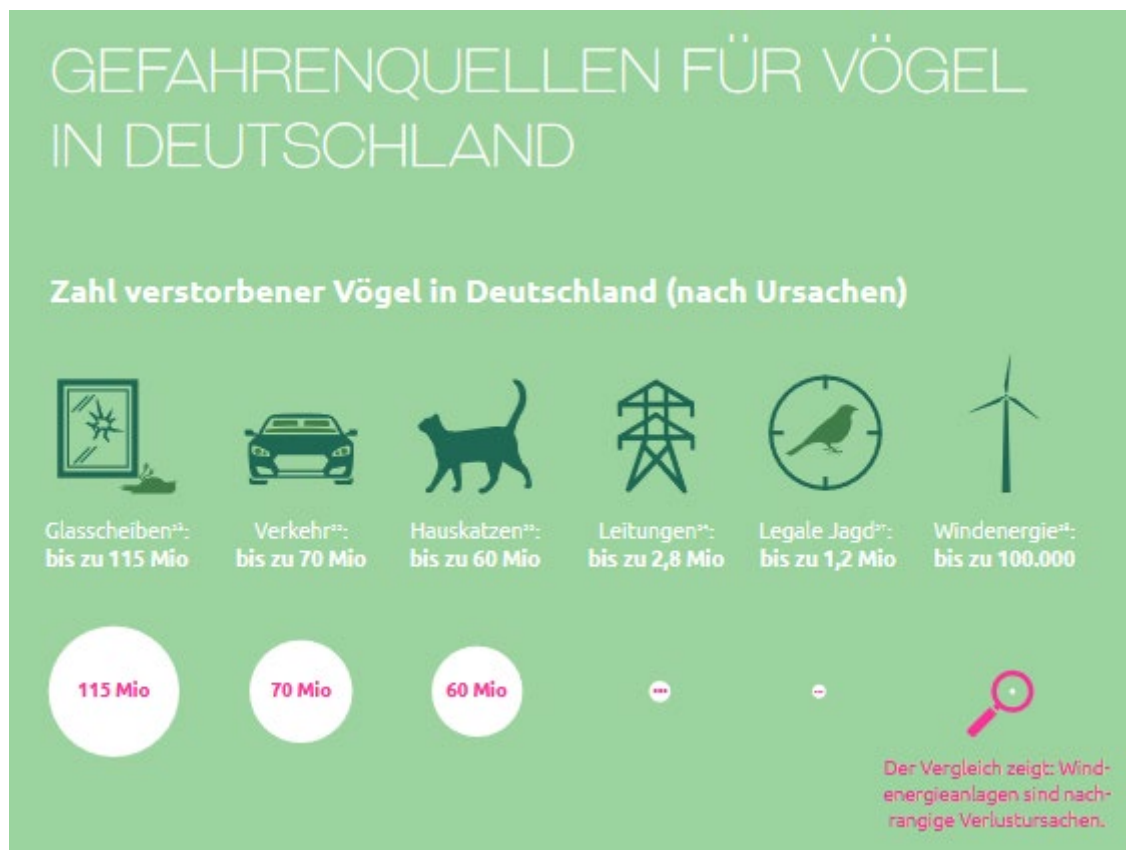 GEFAHRENQUELLEN FÜR VÖGEL
IN DEUTSCHLAND
Zahl verstorbener Vögel in Deutschland (nach Ursachen)
Glasscheiben:
bis zu 115 Mio
Verkehr:
bis zu 70 Mio
Hauskatzen:
bis zu 60 Mio
Leitungen:
bis zu 2,8 Mio
Legale Jagd:
bis zu 1,2 Mio
Windenergie:
bis zu 100.000
115 Mio
70 Mio
60 Mio
Der Vergleich zeigt: Wind-
energieanlagen sind nach-
rangige Verlustursachen.